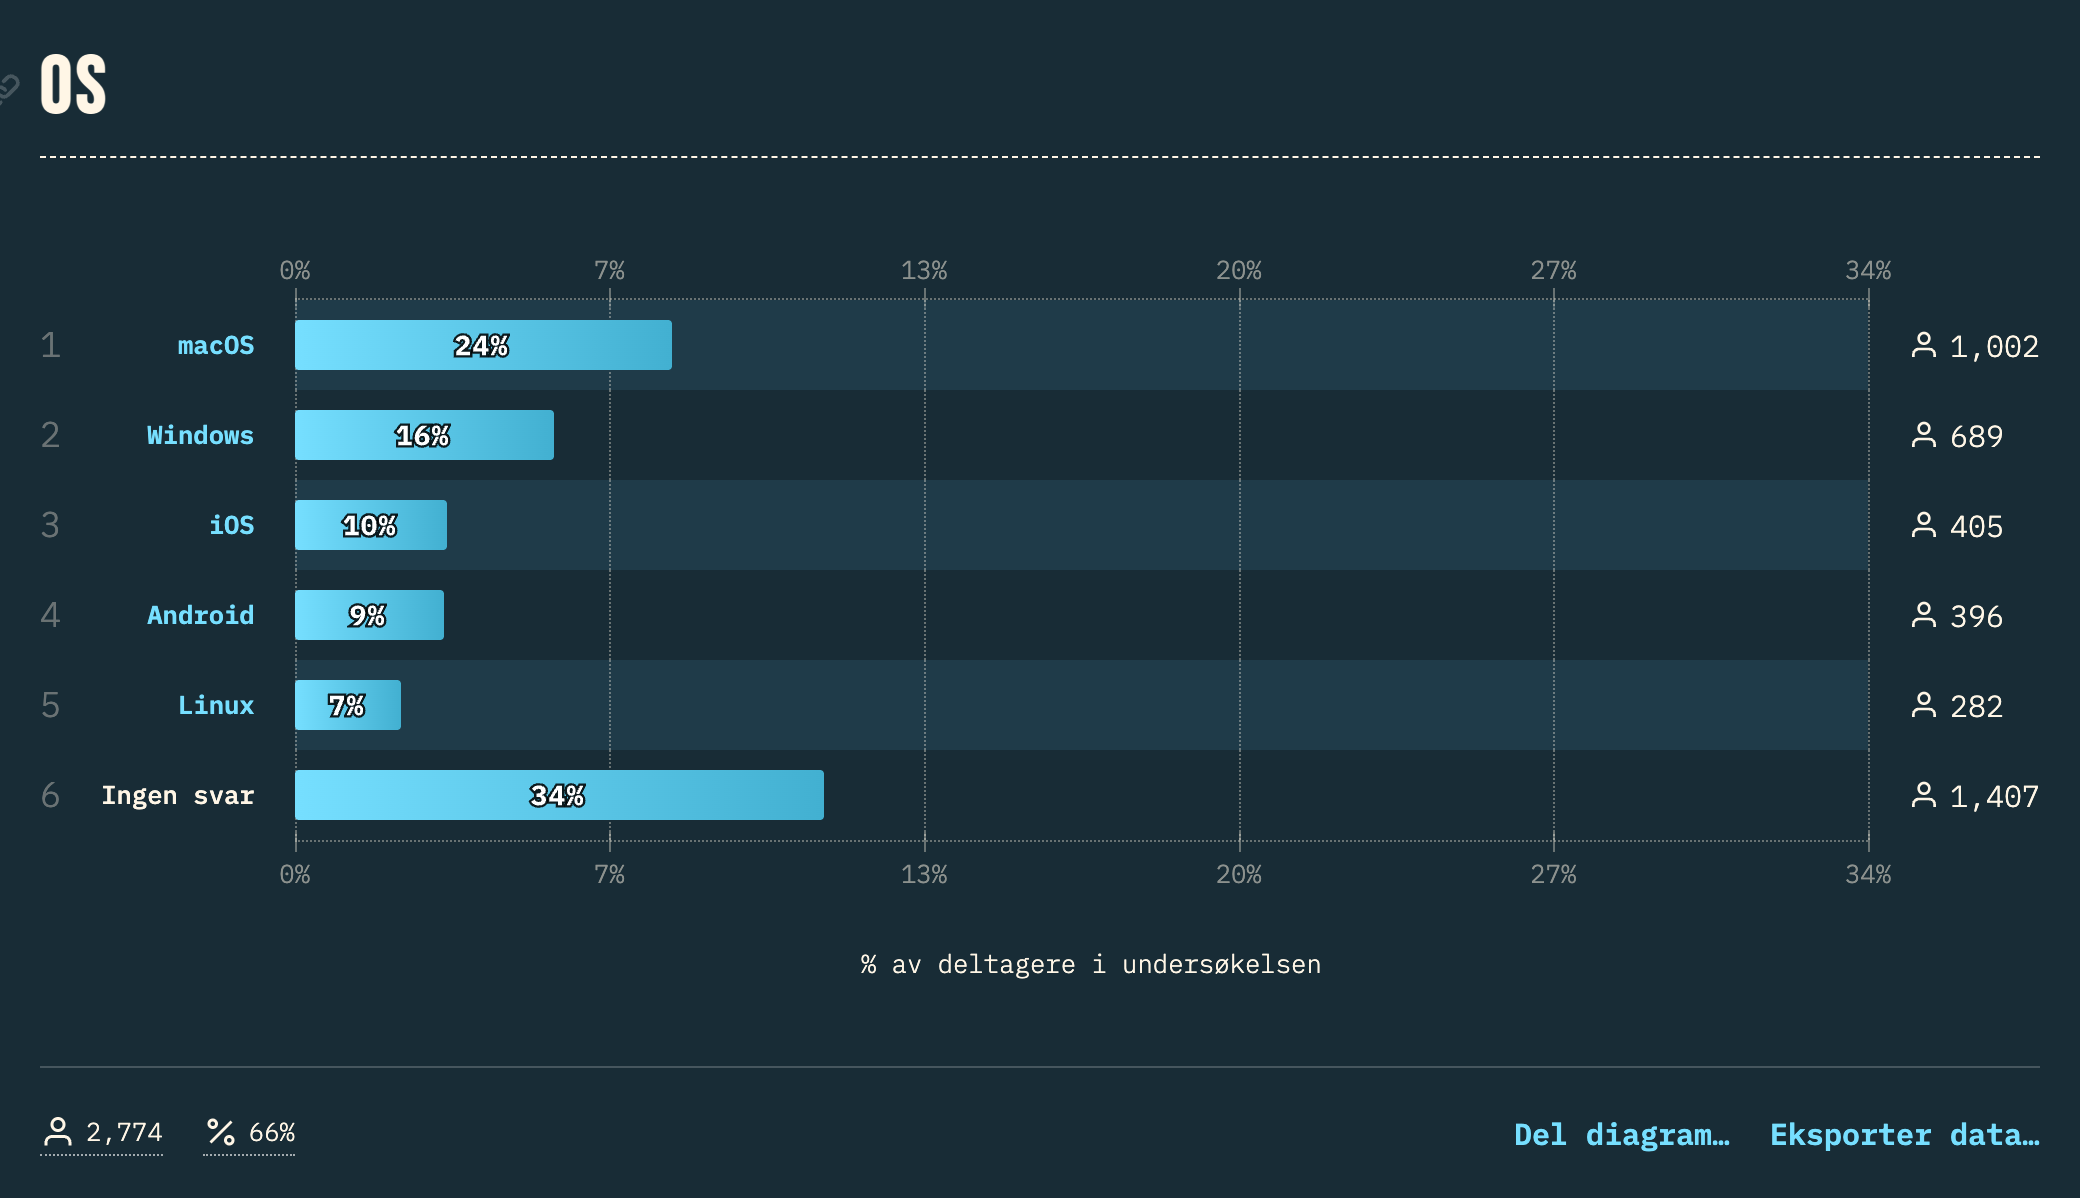 OS
0% 7% 13% 20% 27% 34%
1 macOS 24% 1,002
2 Windows 16% 689
3 iOS 10% 405
4 Android 9% 396
5 Linux 7% 282
6 Ingen svar 34% 1,407
0% 7% 13% 20% 27% 34%
% av deltagere i undersøkelsen
2,774 % 66% Del diagram… Eksporter data…